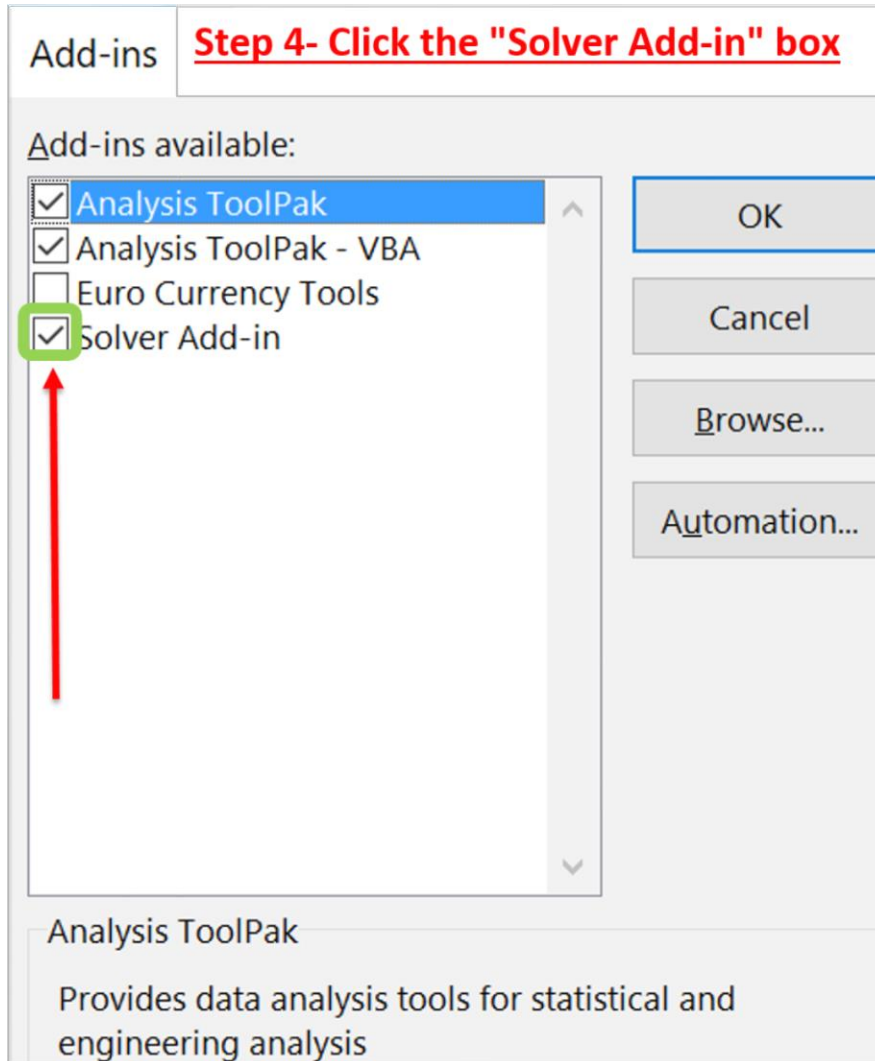 Add-ins
Step 4- Click the "Solver Add-in" box
Add-ins available:
Analysis ToolPak
Analysis ToolPak - VBA
Euro Currency Tools
Solver Add-in
OK
Cancel
Browse...
Automation...
Analysis ToolPak
Provides data analysis tools for statistical and
engineering analysis